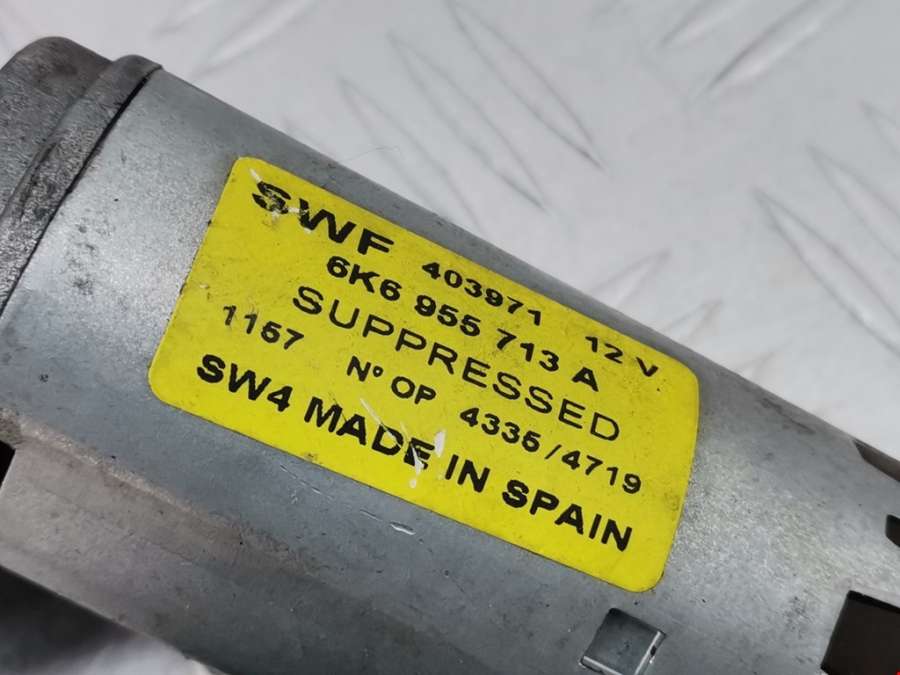 SWF 403971 12 V
6K6 955 713 A
SUPPRESSED
1157 Nº OP 4335/4719
SW4 MADE IN SPAIN